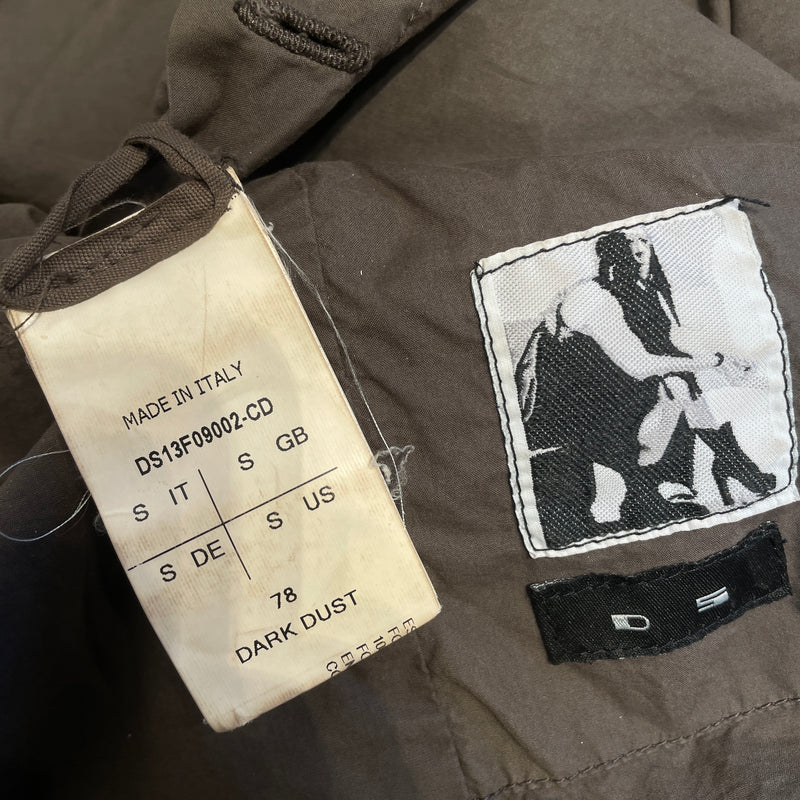 MADE IN ITALY
DS13F09002-CD
S IT
S GB
S DE
S US
78
DARK DUST
D S